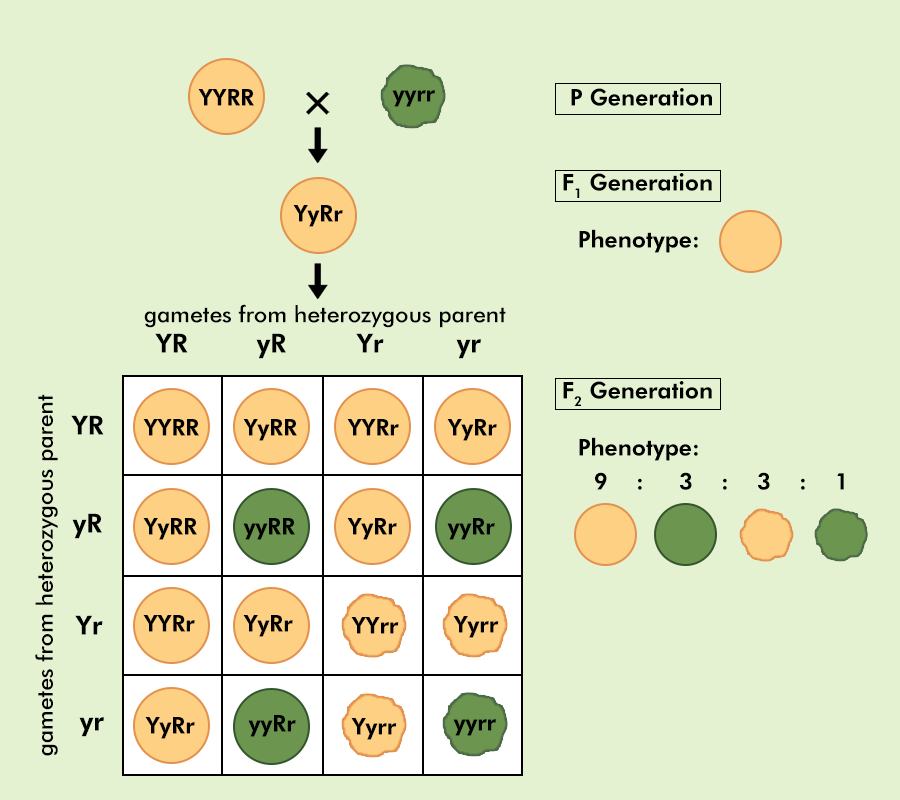 YYRR × yyrr
P Generation
F₁ Generation
YyRr
Phenotype:
gametes from heterozygous parent
YR yR Yr yr
F₂ Generation
gametes from heterozygous parent
YR YYRR YyRR YYRr YyRr
Phenotype:
9 : 3 : 3 : 1
yR YyRR yyRR YyRr yyRr
Yr YYRr YyRr YYrr Yyrr
yr YyRr yyRr Yyrr yyrr